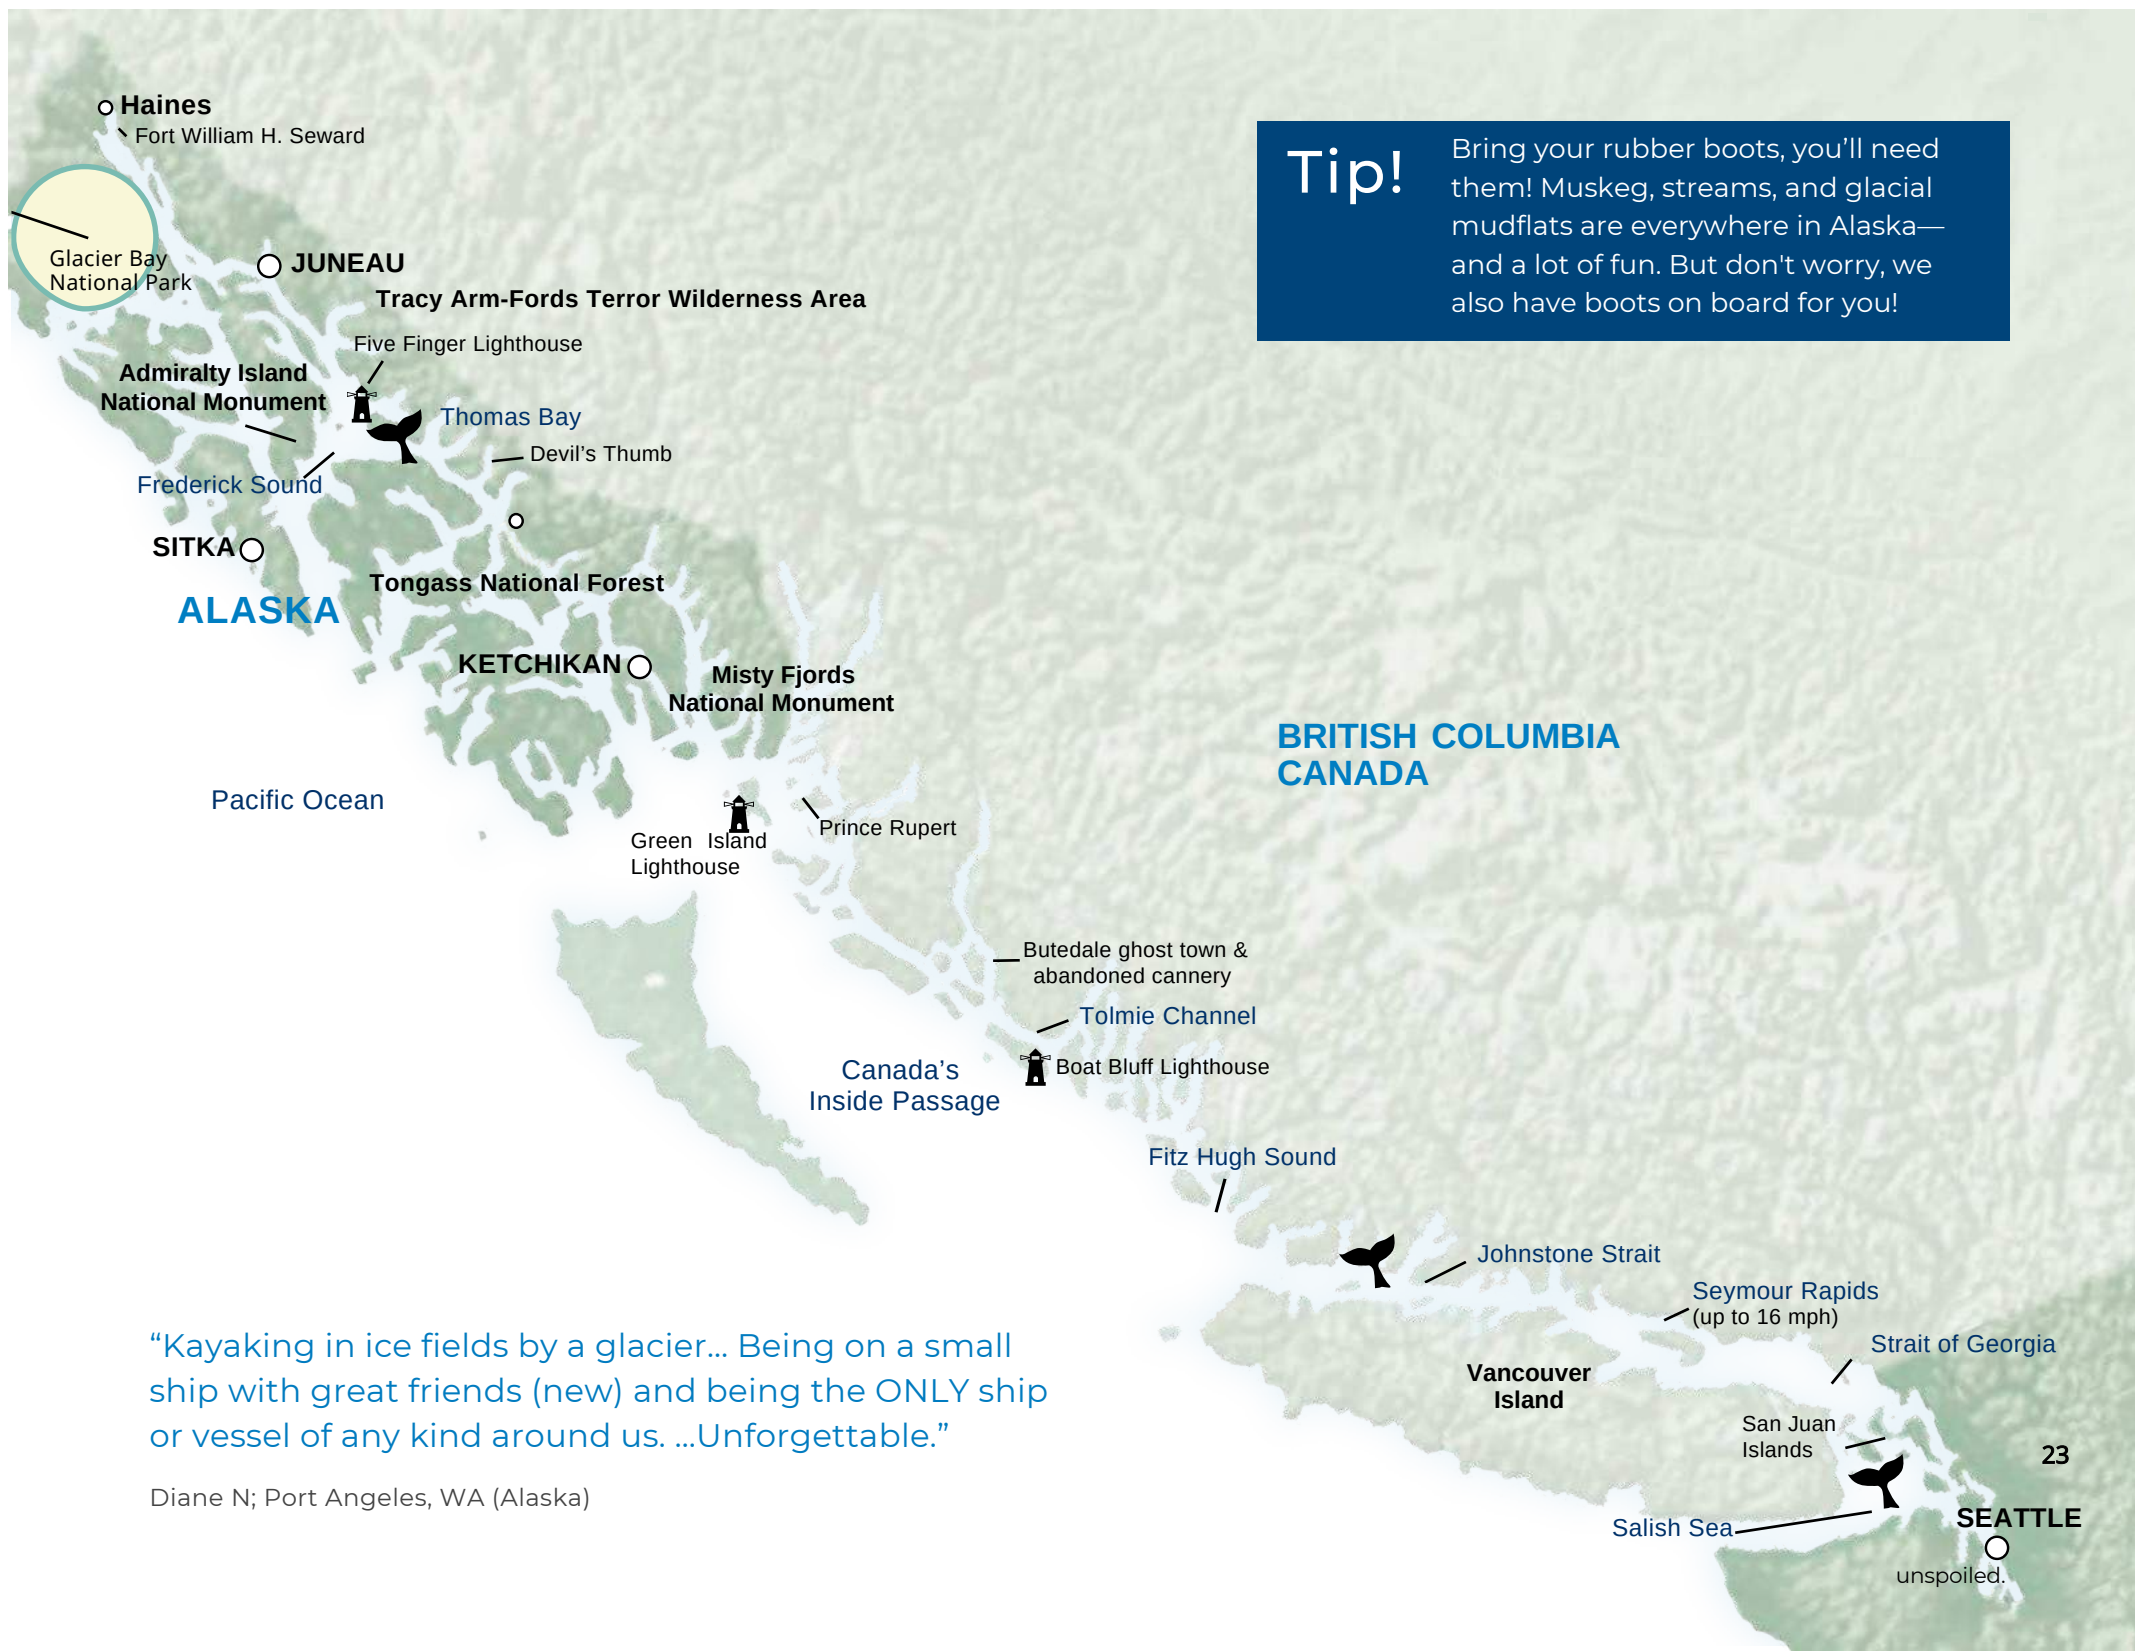 Haines
Fort William H. Seward
Tip!
Bring your rubber boots, you’ll need
them! Muskeg, streams, and glacial
mudflats are everywhere in Alaska—
and a lot of fun. But don't worry, we
also have boots on board for you!
Glacier Bay
National Park
JUNEAU
Tracy Arm-Fords Terror Wilderness Area
Five Finger Lighthouse
Admiralty Island
National Monument
Thomas Bay
Devil’s Thumb
Frederick Sound
SITKA
Tongass National Forest
ALASKA
KETCHIKAN
Misty Fjords
National Monument
BRITISH COLUMBIA
CANADA
Pacific Ocean
Prince Rupert
Green Island
Lighthouse
Butedale ghost town &
abandoned cannery
Tolmie Channel
Boat Bluff Lighthouse
Canada’s
Inside Passage
Fitz Hugh Sound
Johnstone Strait
Seymour Rapids
(up to 16 mph)
Strait of Georgia
Vancouver
Island
San Juan
Islands
“Kayaking in ice fields by a glacier... Being on a small
ship with great friends (new) and being the ONLY ship
or vessel of any kind around us. ...Unforgettable.”
Diane N; Port Angeles, WA (Alaska)
23
SEATTLE
Salish Sea
unspoiled.